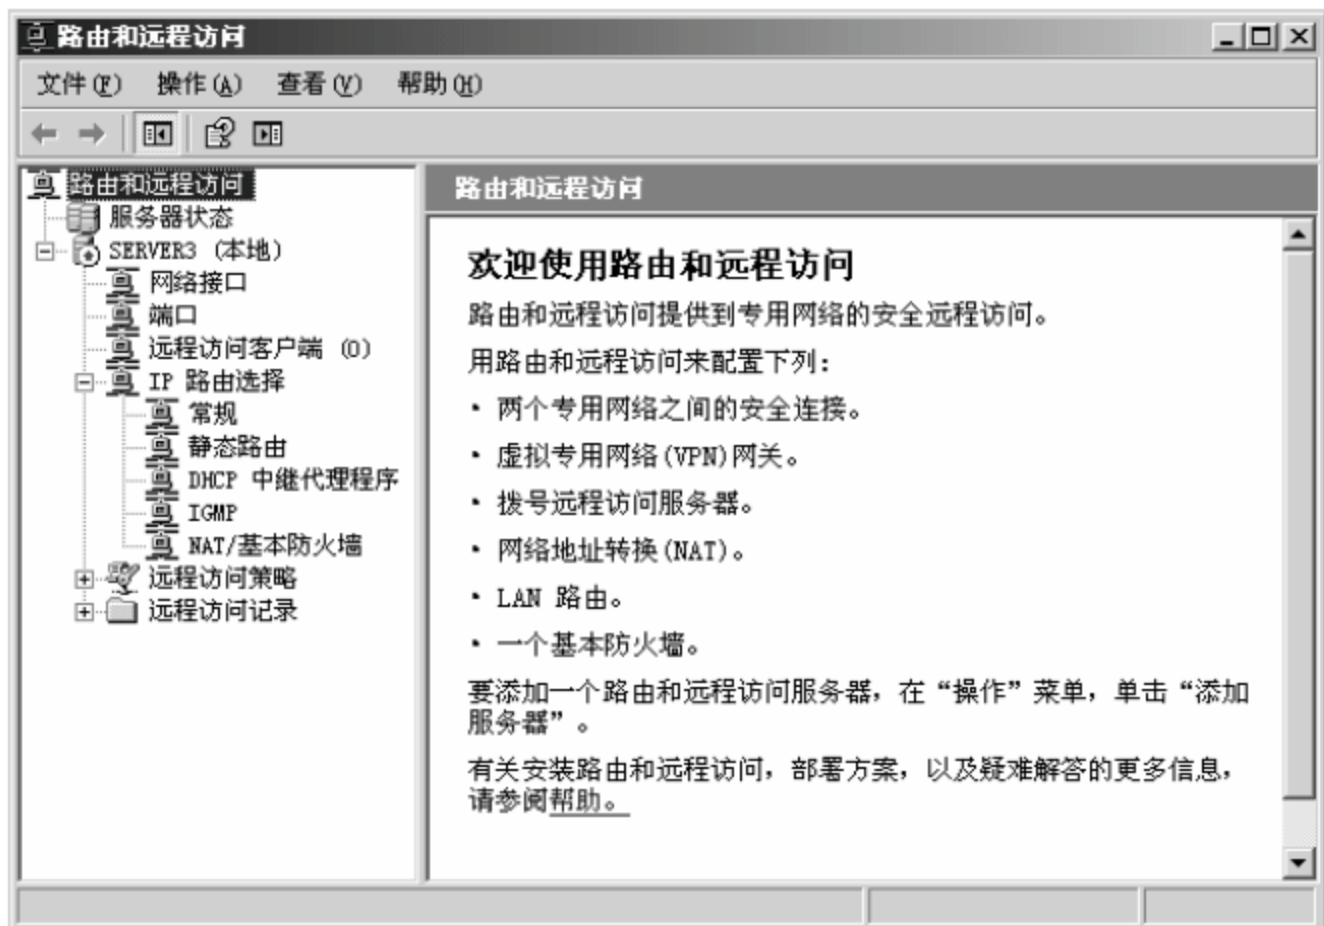 路由和远程访问
文件(F) 操作(A) 查看(V) 帮助(H)
路由和远程访问
服务器状态
SERVER3 (本地)
网络接口
端口
远程访问客户端 (0)
IP 路由选择
常规
静态路由
DHCP 中继代理程序
IGMP
NAT/基本防火墙
远程访问策略
远程访问记录
路由和远程访问
欢迎使用路由和远程访问
路由和远程访问提供到专用网络的安全远程访问。
用路由和远程访问来配置下列:
· 两个专用网络之间的安全连接。
· 虚拟专用网络(VPN)网关。
· 拨号远程访问服务器。
· 网络地址转换(NAT)。
· LAN 路由。
· 一个基本防火墙。
要添加一个路由和远程访问服务器，在“操作”菜单，单击“添加
服务器”。
有关安装路由和远程访问，部署方案，以及疑难解答的更多信息，
请参阅帮助。